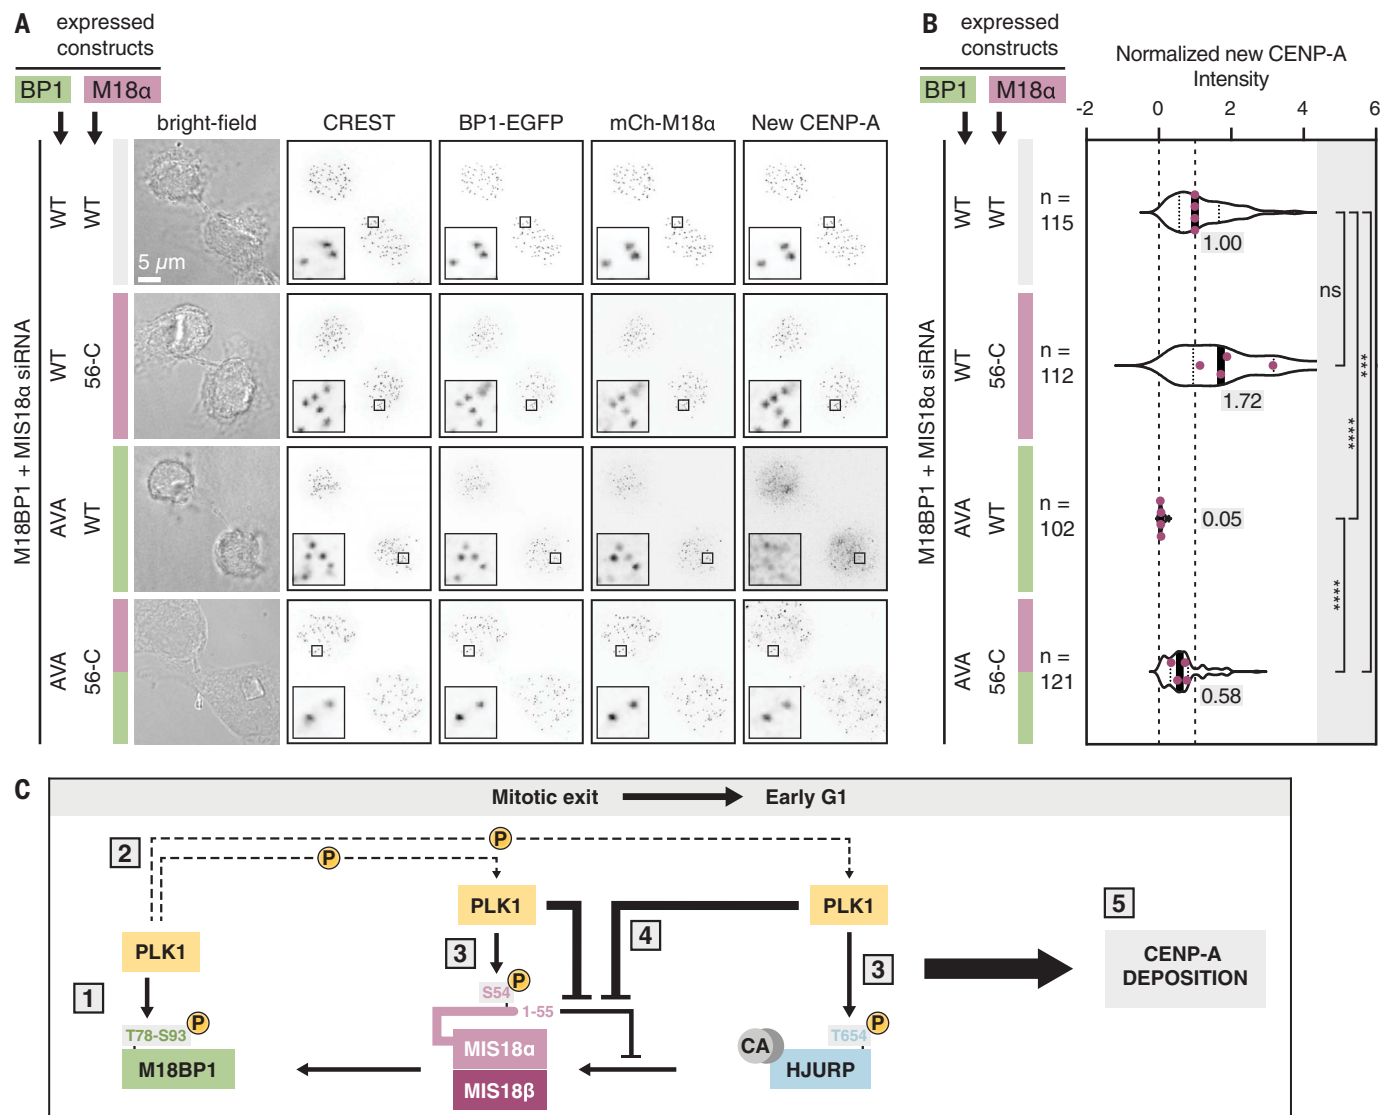 A
expressed
constructs
BP1
M18α
bright-field
CREST
BP1-EGFP
mCh-M18α
New CENP-A
M18BP1 + MIS18α siRNA
WT
WT
5 µm
WT
56-C
AVA
WT
AVA
56-C
B
expressed
constructs
BP1
M18α
Normalized new CENP-A
Intensity
-2
0
2
4
6
M18BP1 + MIS18α siRNA
WT
WT
n =
115
1.00
WT
56-C
n =
112
1.72
AVA
WT
n =
102
0.05
AVA
56-C
n =
121
0.58
ns
***
****
****
C
Mitotic exit
Early G1
2
P
P
PLK1
PLK1
PLK1
5
CENP-A
DEPOSITION
3
4
3
1
P
S54
1-55
P
T78-S93
P
T654
M18BP1
MIS18α
MIS18β
CA
HJURP